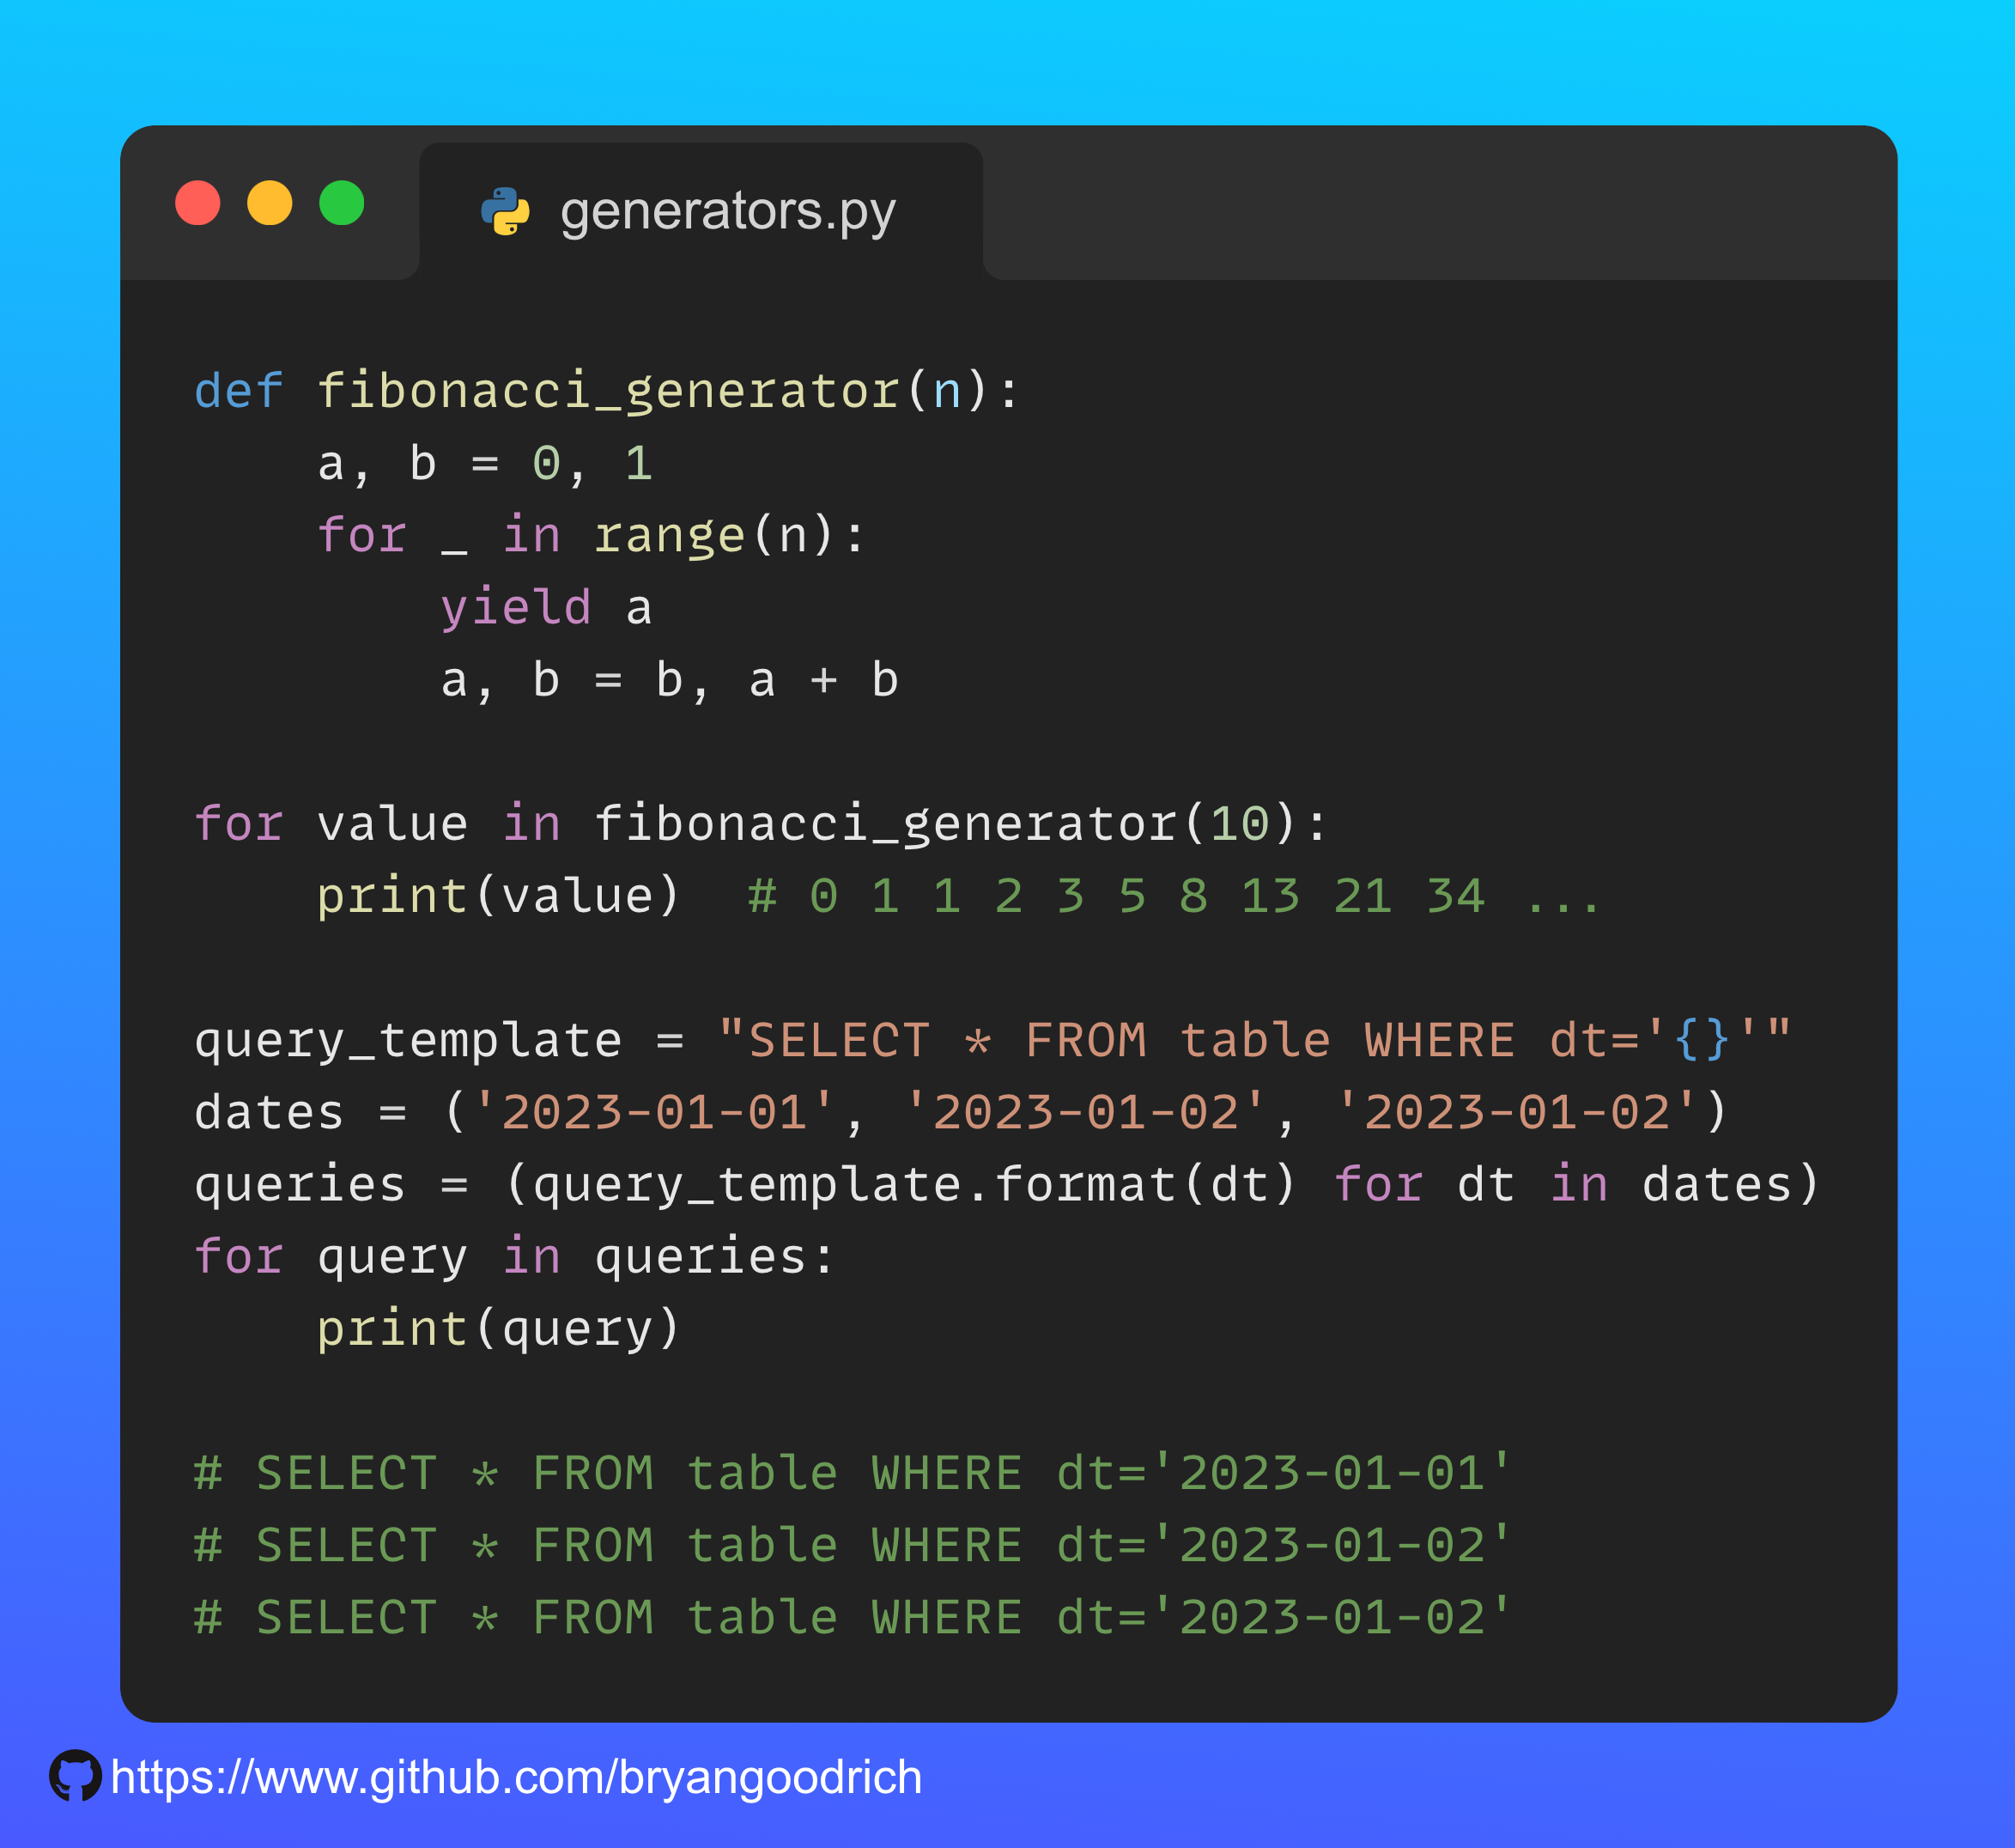 generators.py
def fibonacci_generator(n):
    a, b = 0, 1
    for _ in range(n):
        yield a
        a, b = b, a + b
for value in fibonacci_generator(10):
    print(value)  # 0 1 1 2 3 5 8 13 21 34 ...
query_template = "SELECT * FROM table WHERE dt='{}'"
dates = ('2023-01-01', '2023-01-02', '2023-01-02')
queries = (query_template.format(dt) for dt in dates)
for query in queries:
    print(query)
# SELECT * FROM table WHERE dt='2023-01-01'
# SELECT * FROM table WHERE dt='2023-01-02'
# SELECT * FROM table WHERE dt='2023-01-02'
https://www.github.com/bryangoodrich